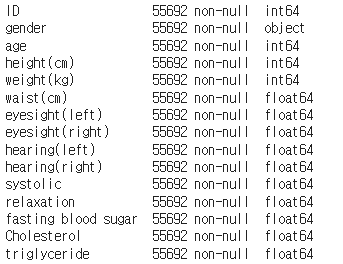 ID 55692 non-null int64
gender 55692 non-null object
age 55692 non-null int64
height(cm) 55692 non-null int64
weight(kg) 55692 non-null int64
waist(cm) 55692 non-null float64
eyesight(left) 55692 non-null float64
eyesight(right) 55692 non-null float64
hearing(left) 55692 non-null float64
hearing(right) 55692 non-null float64
systolic 55692 non-null float64
relaxation 55692 non-null float64
fasting blood sugar 55692 non-null float64
Cholesterol 55692 non-null float64
triglyceride 55692 non-null float64